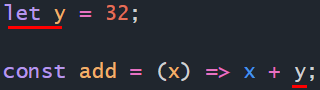 let y = 32;
const add = (x) => x + y;